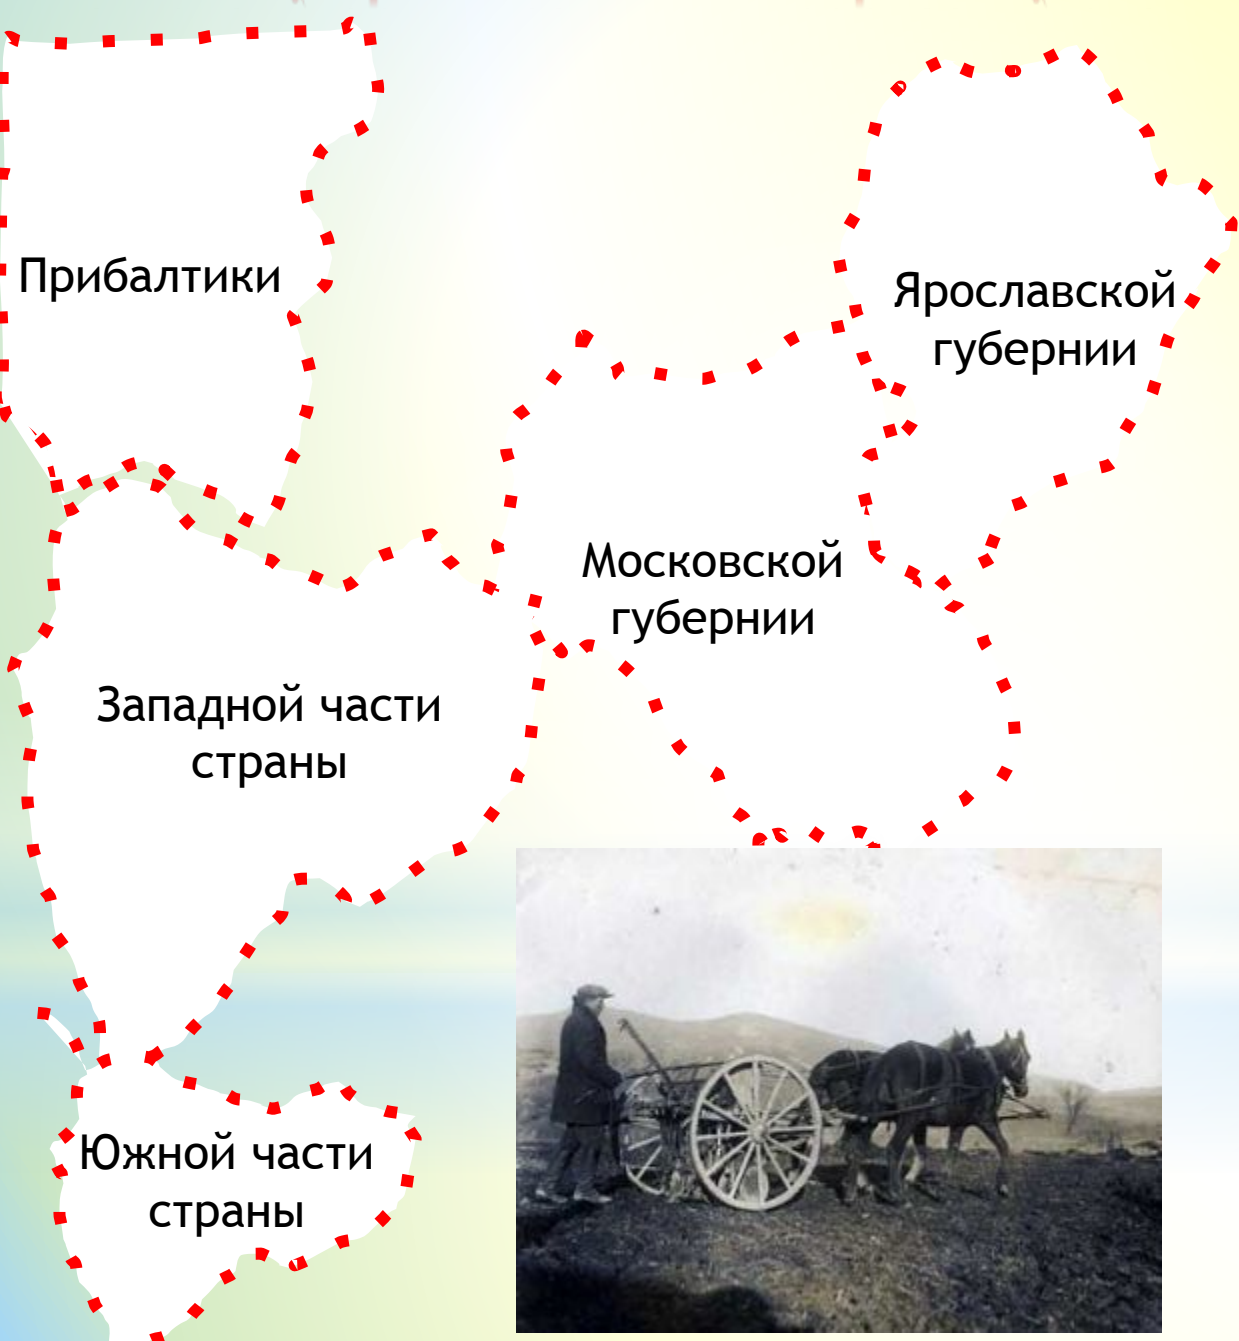 Прибалтики
Ярославской
губернии
Московской
губернии
Западной части
страны
Южной части
страны